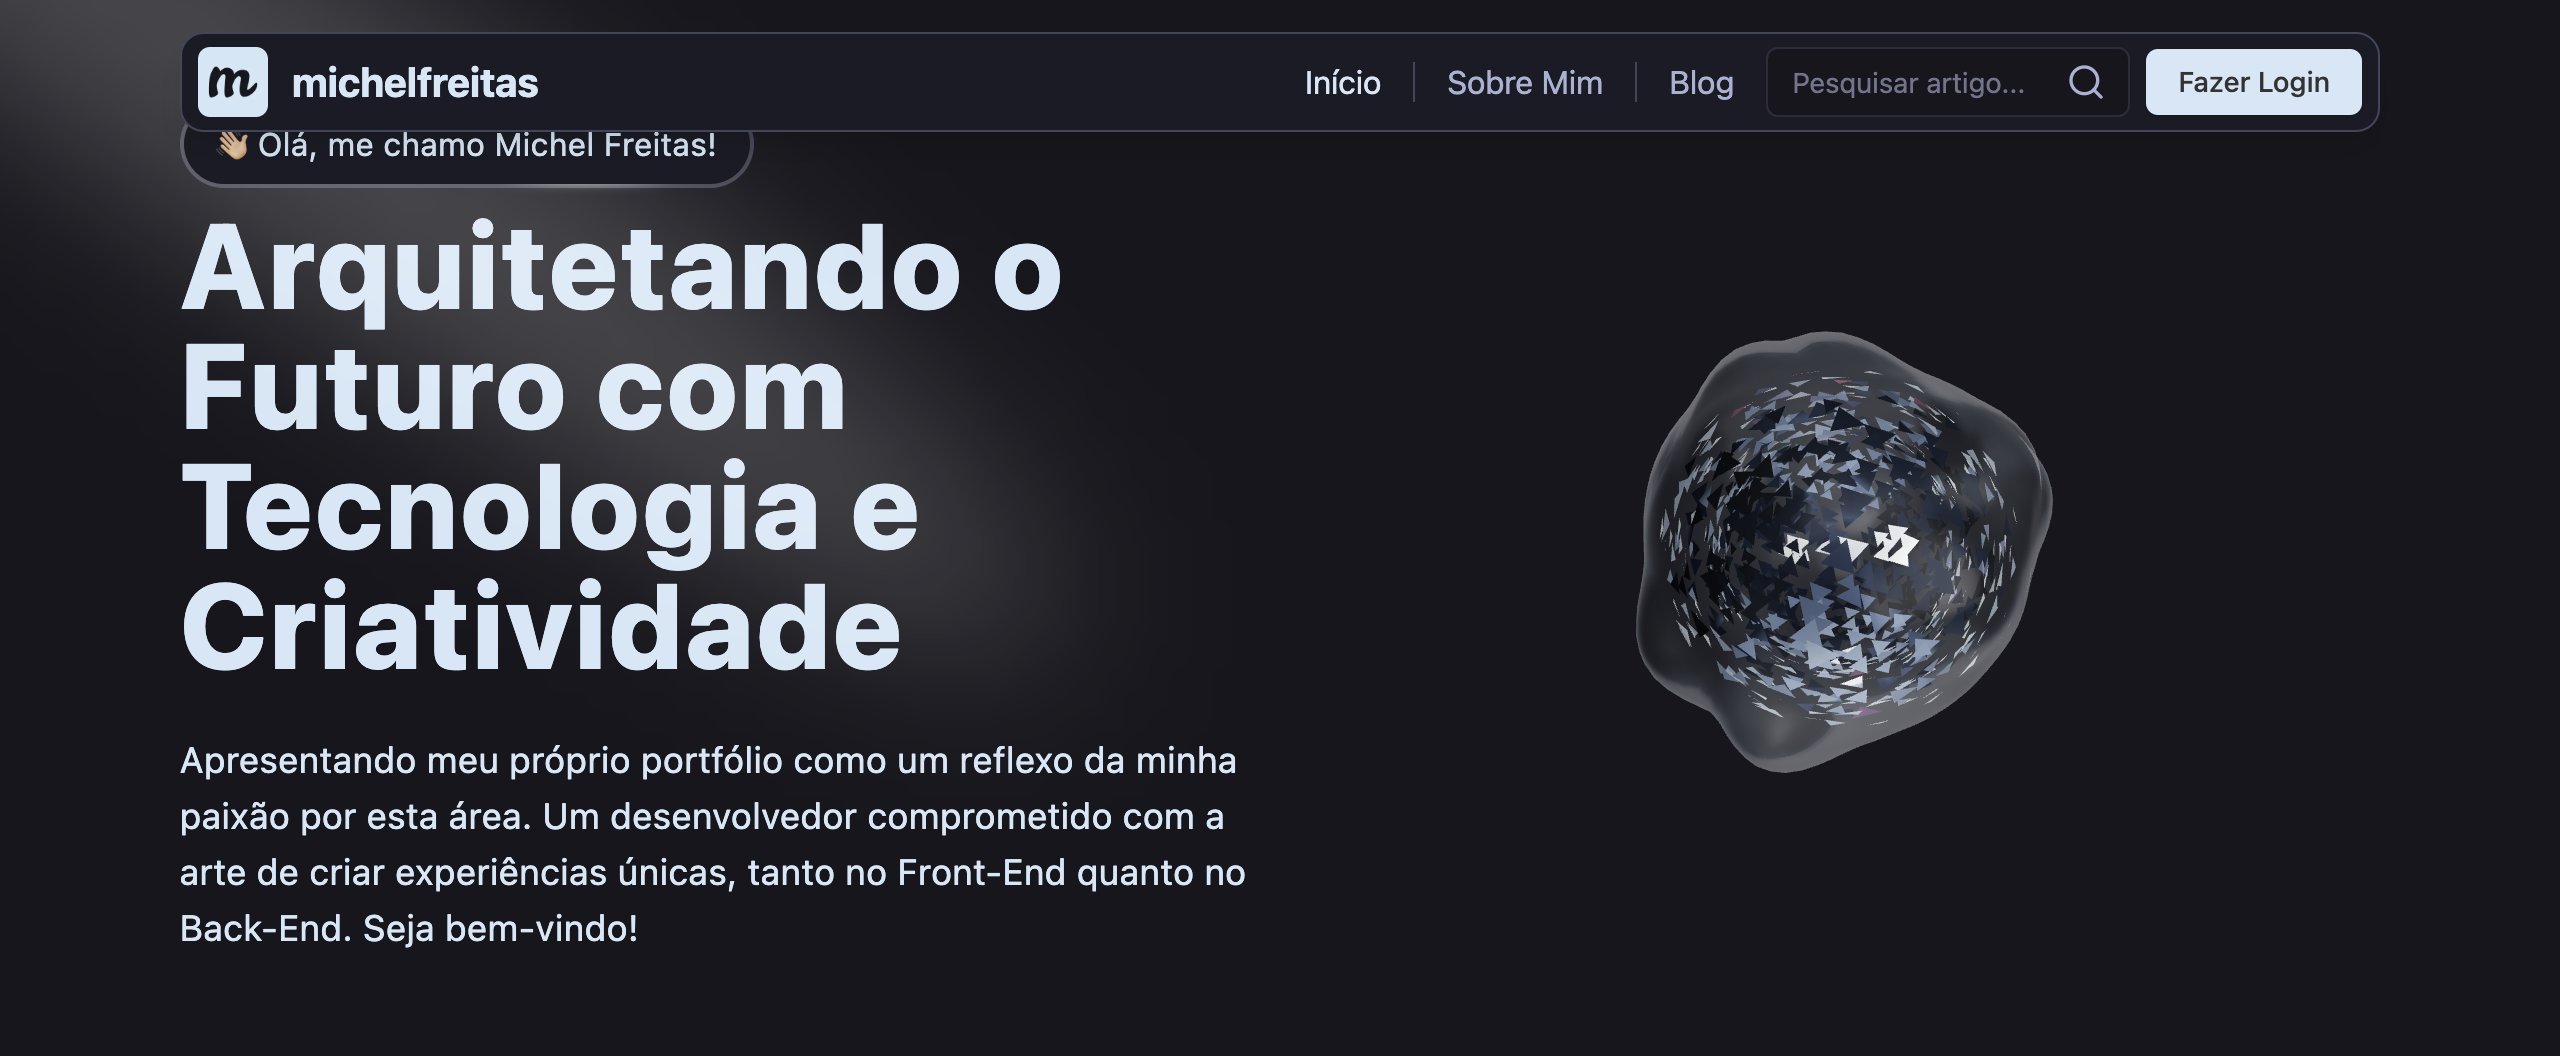 m michelfreitas
Início
Sobre Mim
Blog
Pesquisar artigo...
Fazer Login
👋 Olá, me chamo Michel Freitas!
Arquitetando o
Futuro com
Tecnologia e
Criatividade
Apresentando meu próprio portfólio como um reflexo da minha
paixão por esta área. Um desenvolvedor comprometido com a
arte de criar experiências únicas, tanto no Front-End quanto no
Back-End. Seja bem-vindo!